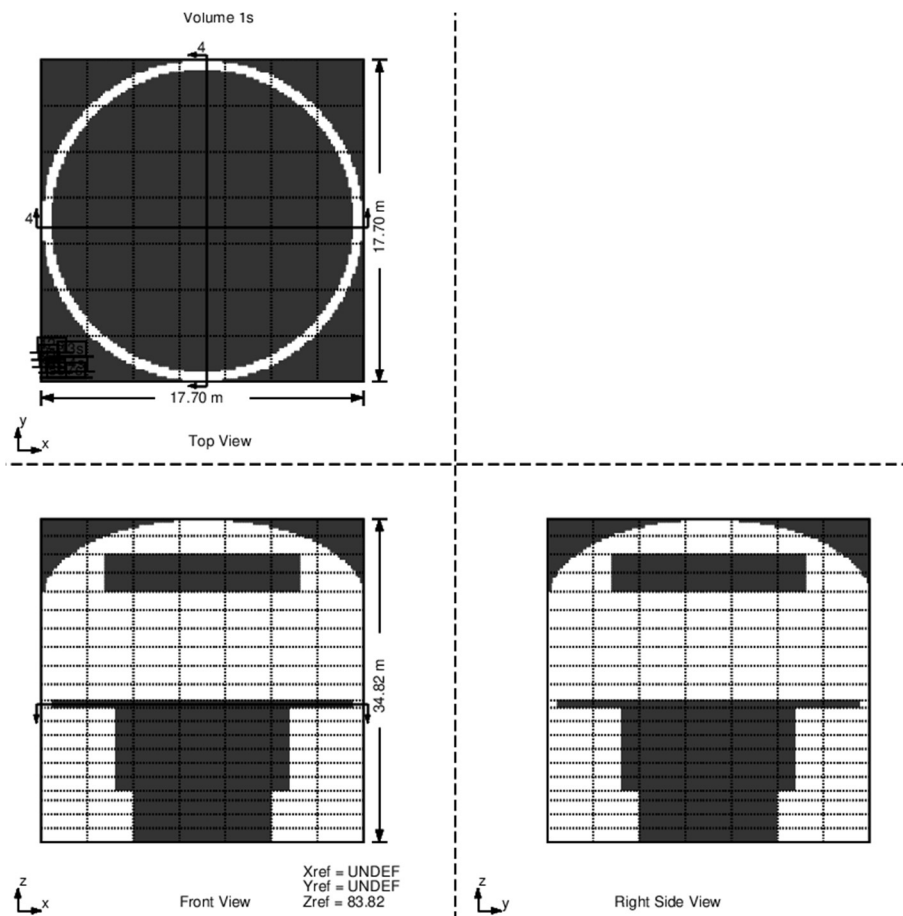 Volume 1s
4
4
17.70 m
17.70 m
y
x
Top View
34.82 m
z
x
Front View
Xref = UNDEF
Yref = UNDEF
Zref = 83.82
z
y
Right Side View